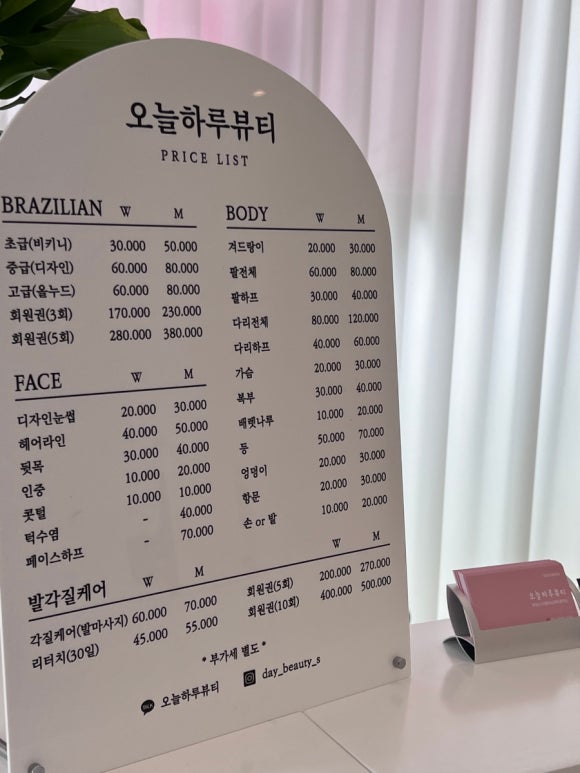 오늘하루뷰티
PRICE LIST
BRAZILIAN W M
초급(비키니) 30.000 50.000
중급(디자인) 60.000 80.000
고급(올누드) 60.000 80.000
회원권(3회) 170.000 230.000
회원권(5회) 280.000 380.000
FACE W M
디자인눈썹 20.000 30.000
헤어라인 40.000 50.000
뒷목 30.000 40.000
인중 10.000 20.000
콧털 10.000 10.000
턱수염 - 40.000
페이스하프 - 70.000
BODY W M
겨드랑이 20.000 30.000
팔전체 60.000 80.000
팔하프 30.000 40.000
다리전체 80.000 120.000
다리하프 40.000 60.000
가슴 20.000 30.000
복부 30.000 40.000
배렛나루 10.000 20.000
등 50.000 70.000
엉덩이 20.000 30.000
항문 20.000 30.000
손 or 발 10.000 20.000
발각질케어 W M
각질케어(발마사지) 60.000 70.000
리터치(30일) 45.000 55.000
W M
회원권(5회) 200.000 270.000
회원권(10회) 400.000 500.000
* 부가세 별도 *
TALK 오늘하루뷰티
day_beauty_s
오늘하루뷰티